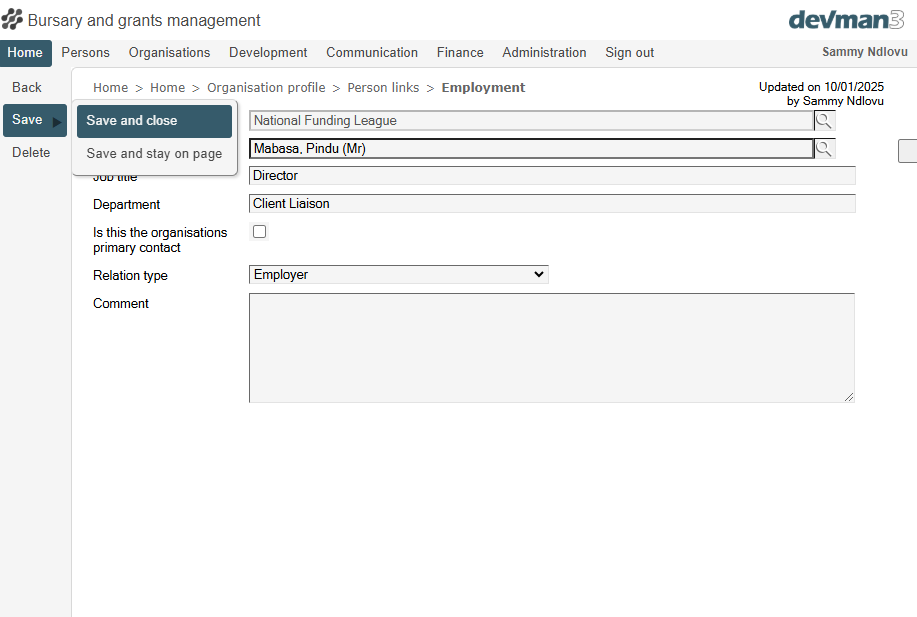 Bursary and grants management
devman3
Home Persons Organisations Development Communication Finance Administration Sign out Sammy Ndlovu
Back
Home > Home > Organisation profile > Person links > Employment
Updated on 10/01/2025
by Sammy Ndlovu
Save
Save and close
National Funding League
Delete
Save and stay on page
Mabasa, Pindu (Mr)
Job title
Director
Department
Client Liaison
Is this the organisations
primary contact
Relation type
Employer
Comment